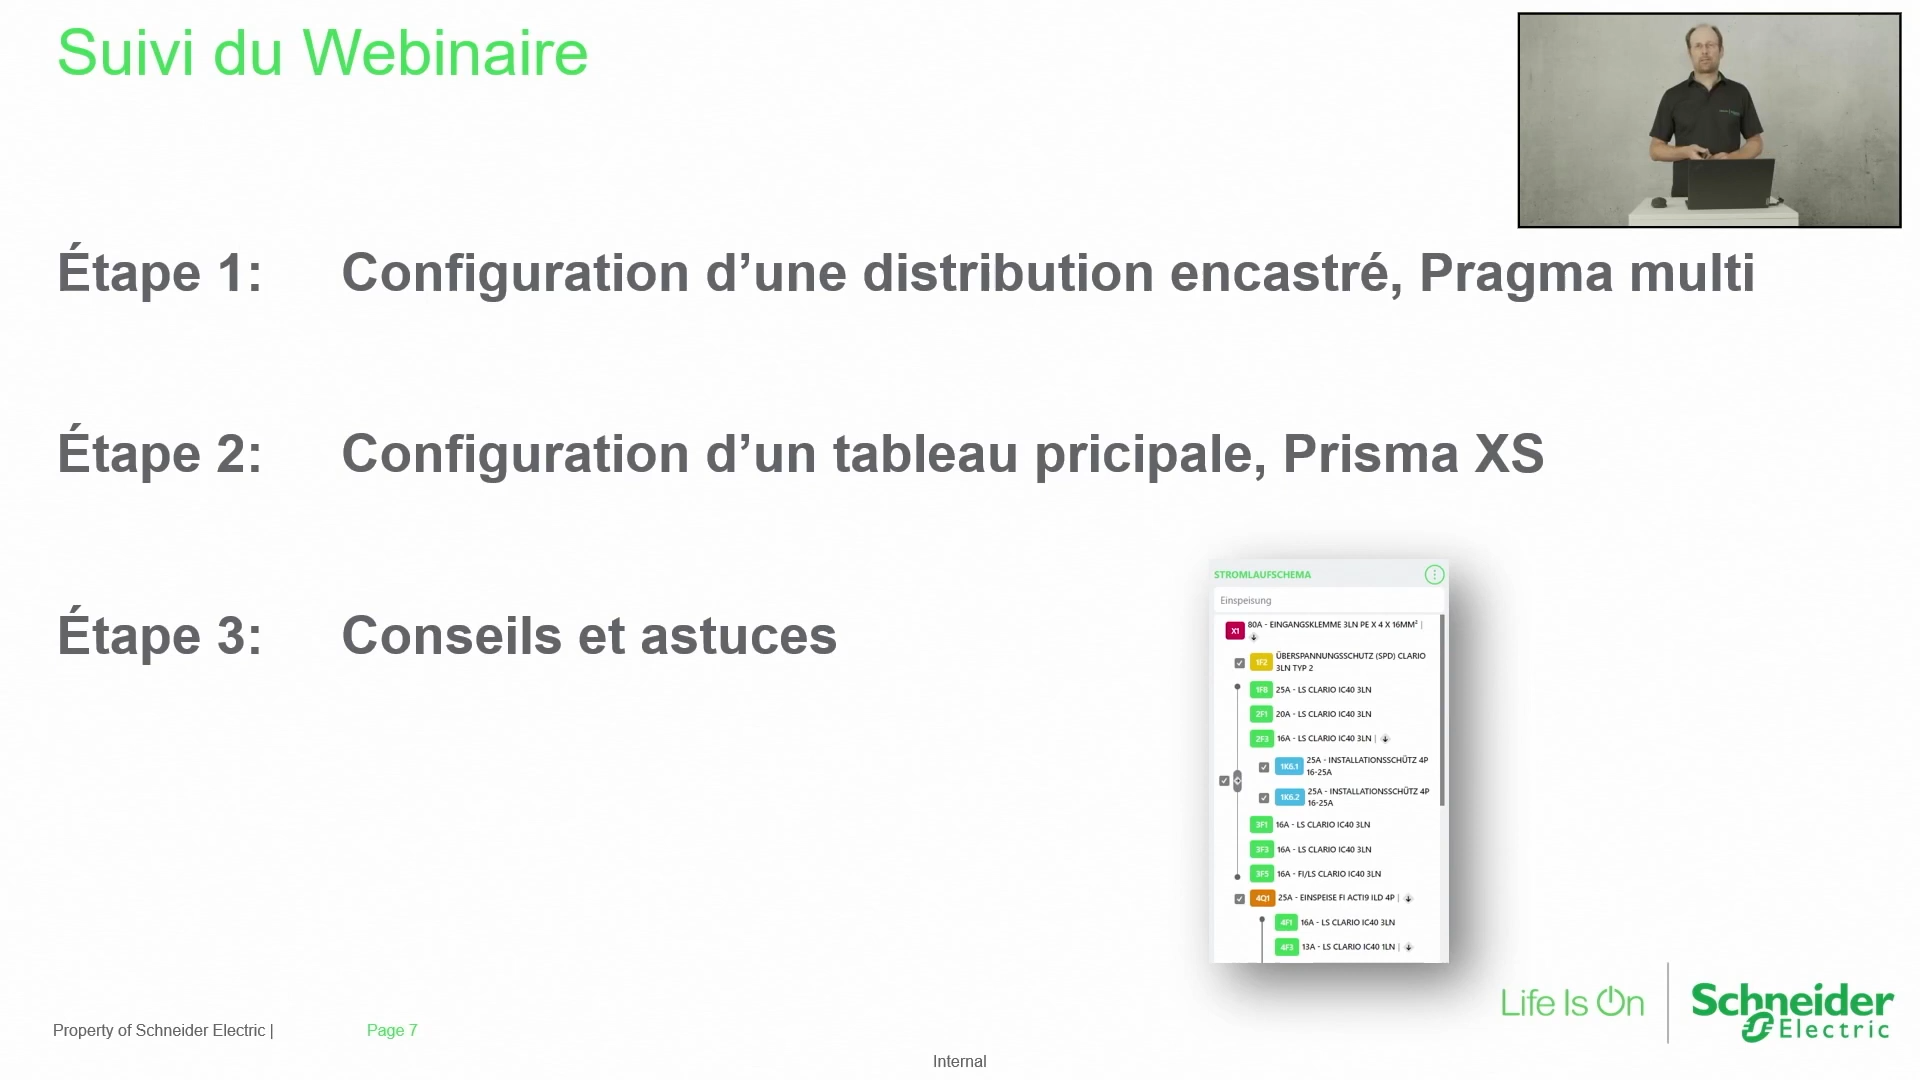 Suivi du Webinaire
Étape 1: Configuration d’une distribution encastré, Pragma multi
Étape 2: Configuration d’un tableau pricipale, Prisma XS
Étape 3: Conseils et astuces
STROMLAUFSCHEMA
Einspeisung
X1 80A - EINGANGSKLEMME 3LN PE X 4 X 16MM² |
1F2 ÜBERSPANNUNGSSCHUTZ (SPD) CLARIO
3LN TYP 2
1F8 25A - LS CLARIO IC40 3LN
2F1 20A - LS CLARIO IC40 3LN
2F3 16A - LS CLARIO IC40 3LN |
1K6.1 25A - INSTALLATIONSSCHÜTZ 4P
16-25A
1K6.2 25A - INSTALLATIONSSCHÜTZ 4P
16-25A
3F1 16A - LS CLARIO IC40 3LN
3F3 16A - LS CLARIO IC40 3LN
3F5 16A - FI/LS CLARIO IC40 3LN
4Q1 25A - EINSPEISE FI ACTI9 ILD 4P |
4F1 16A - LS CLARIO IC40 3LN
4F3 13A - LS CLARIO IC40 1LN |
Life Is On
Schneider
Electric
Property of Schneider Electric |
Page 7
Internal